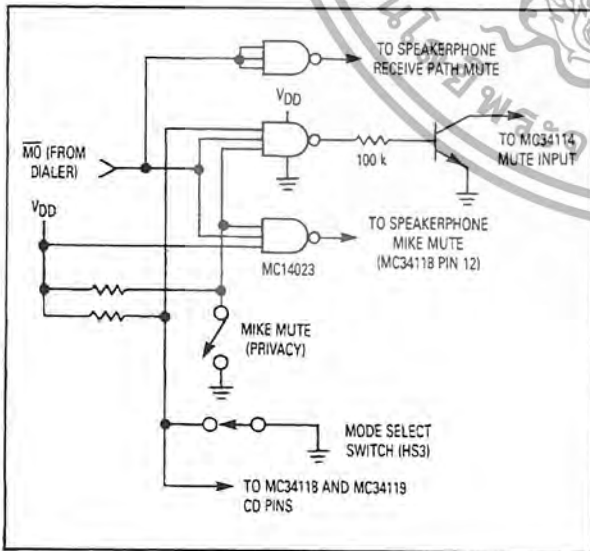 TO SPEAKERPHONE
RECEIVE PATH MUTE
VDD
MO (FROM
DIALER)
100 k
TO MC34114
MUTE INPUT
VDD
TO SPEAKERPHONE
MIKE MUTE
(MC34118 PIN 12)
MC14023
MIKE MUTE
(PRIVACY)
MODE SELECT
SWITCH (HS3)
TO MC34118 AND MC34119
CD PINS